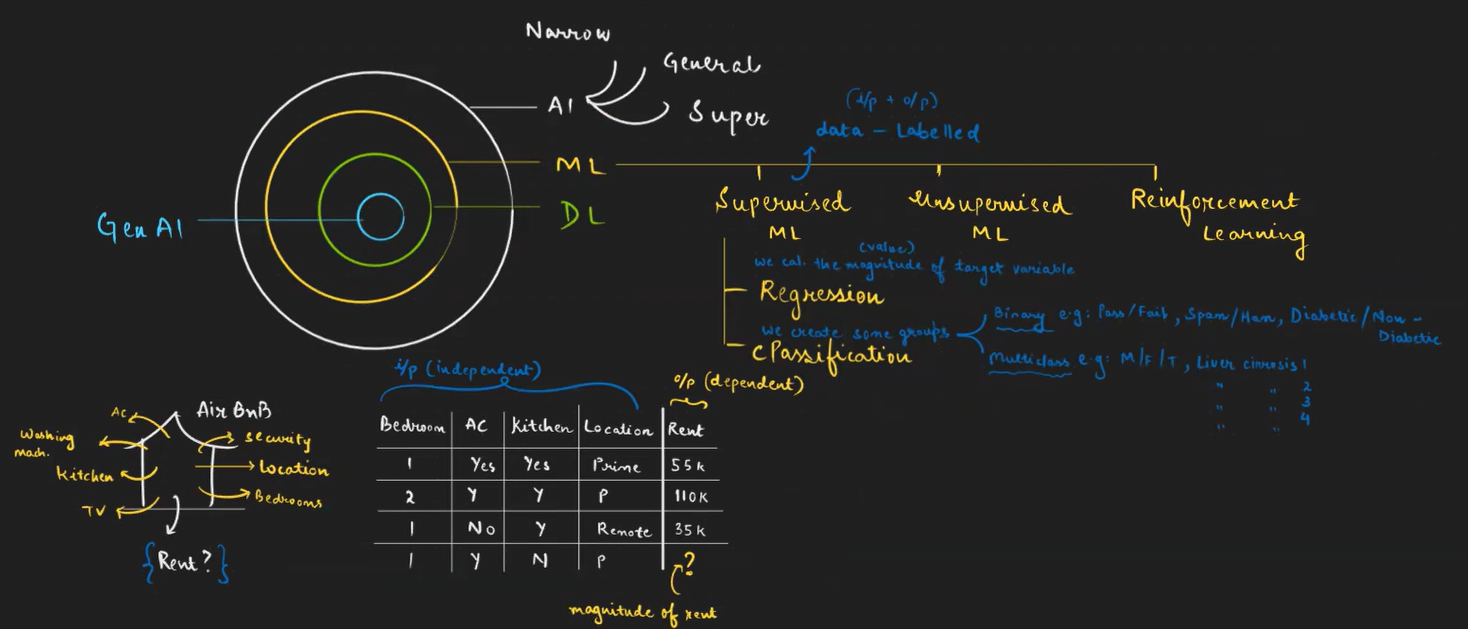 Narrow
General
AI
Super
(i/p + o/p)
data - Labelled
ML
DL
GenAI
Supervised
ML
Unsupervised
ML
Reinforcement
Learning
(value)
we cal. the magnitude of target variable
Regression
we create some groups
Classification
Binary e.g: Pass/Fail, Spam/Ham, Diabetic/Non-
Diabetic
Multiclass e.g: M/F/T, Liver cirrosis 1
" " 2
" " 3
" " 4
i/p (independent)
o/p (dependent)
Bedroom AC Kitchen Location Rent
1 Yes Yes Prime 55k
2 Y Y P 110K
1 No Y Remote 35k
1 Y N P ?
magnitude of rent
Air BnB
AC
Washing
mach.
Kitchen
TV
security
Location
Bedrooms
{Rent?}